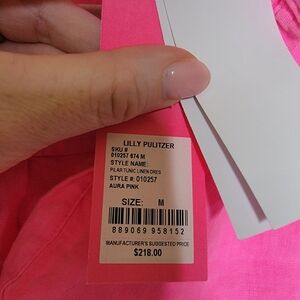 LILLY PULITZER
SKU #
010257 674 M
STYLE NAME:
PILAR TUNIC LINEN DRES
STYLE #: 010257
AURA PINK
SIZE: M
889069 958152
MANUFACTURER'S SUGGESTED PRICE
$218.00